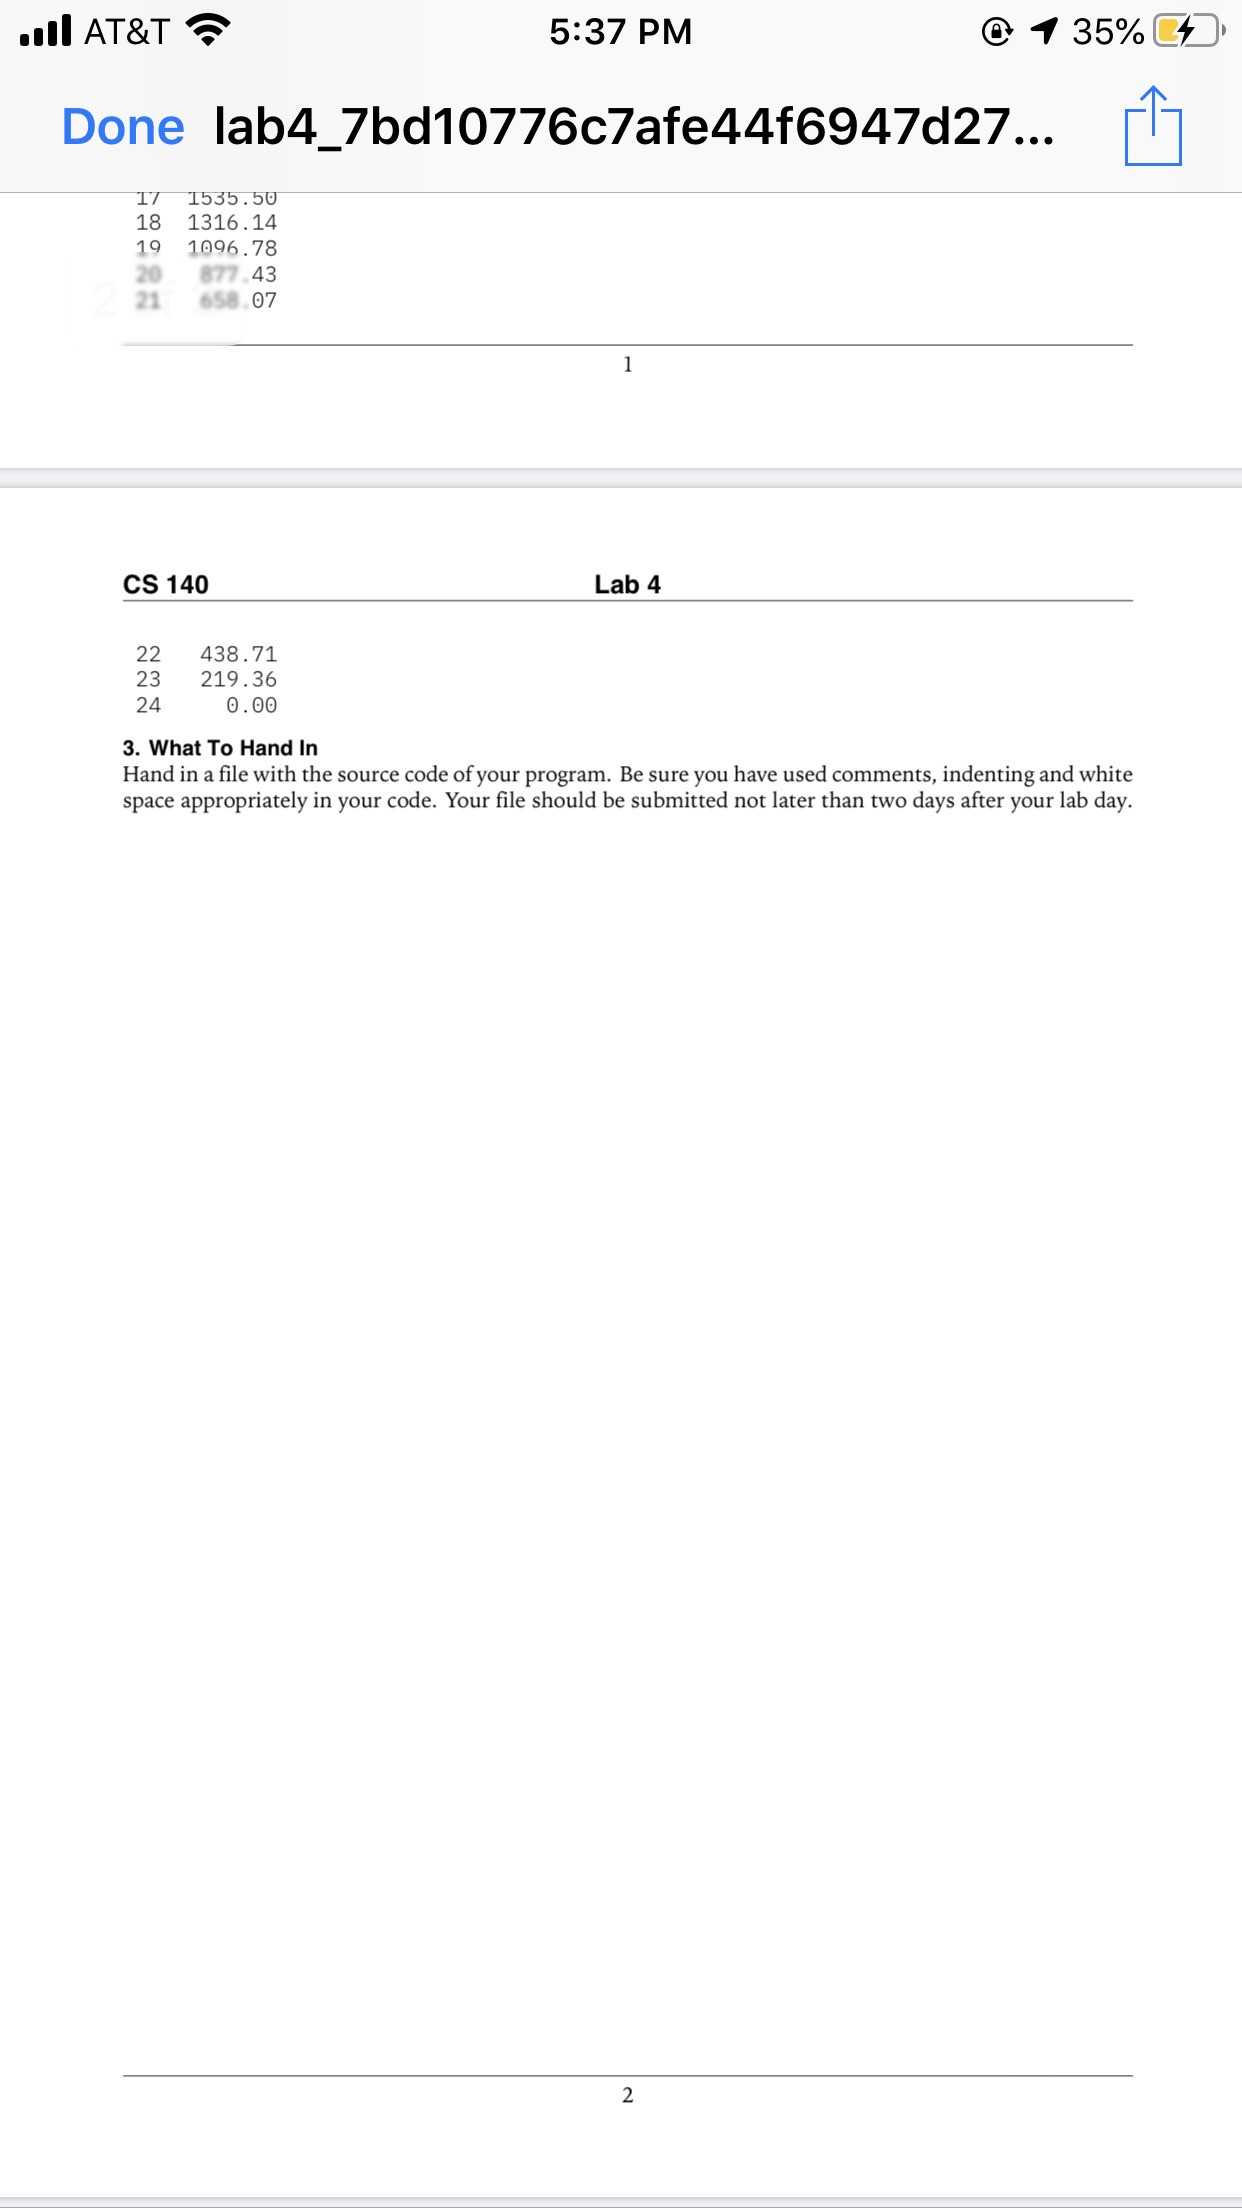 AT&T 5:37 PM 35%
Done lab4_7bd10776c7afe44f6947d27...
17 1535.50
18 1316.14
19 1096.78
20 877.43
21 658.07
1
CS 140 Lab 4
22 438.71
23 219.36
24 0.00
3. What To Hand In
Hand in a file with the source code of your program. Be sure you have used comments, indenting and white
space appropriately in your code. Your file should be submitted not later than two days after your lab day.
2